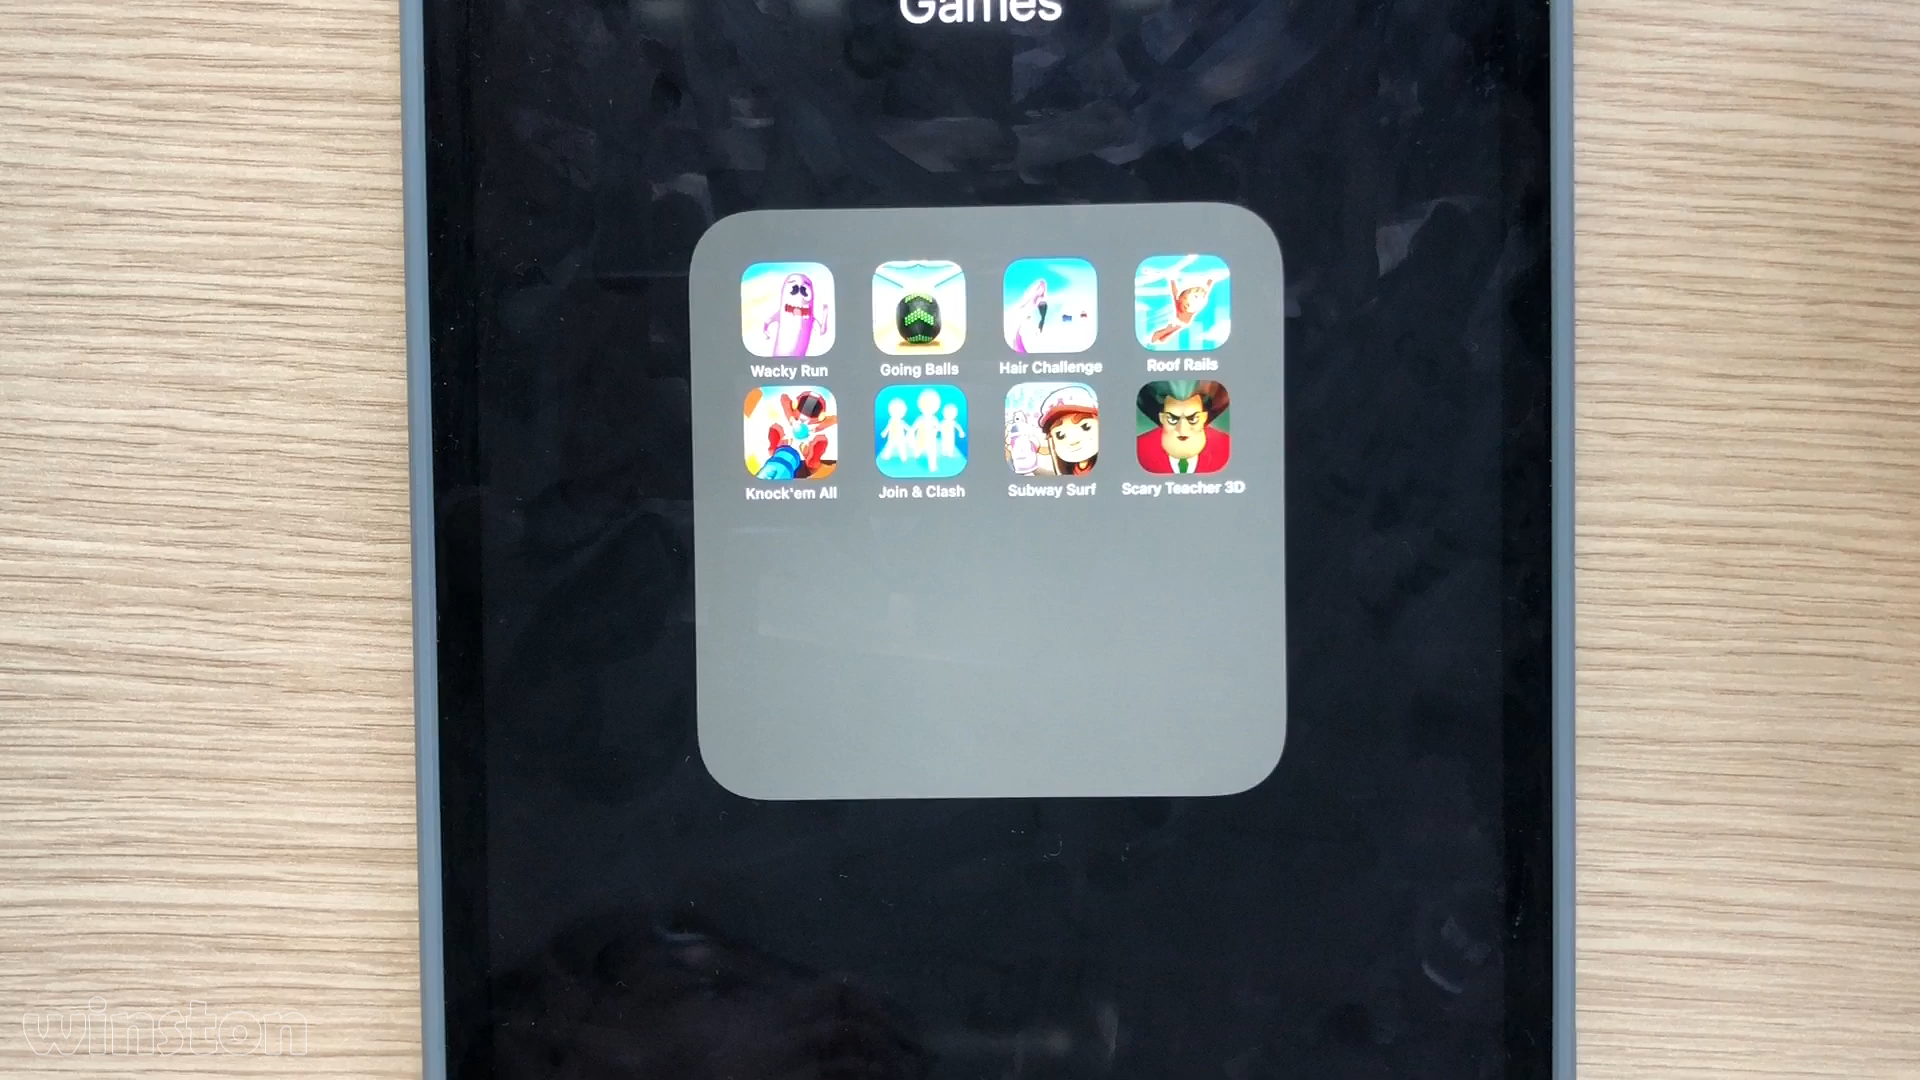 Games
Wacky Run
Going Balls
Hair Challenge
Roof Rails
Knock'em All
Join & Clash
Subway Surf
Scary Teacher 3D
winston